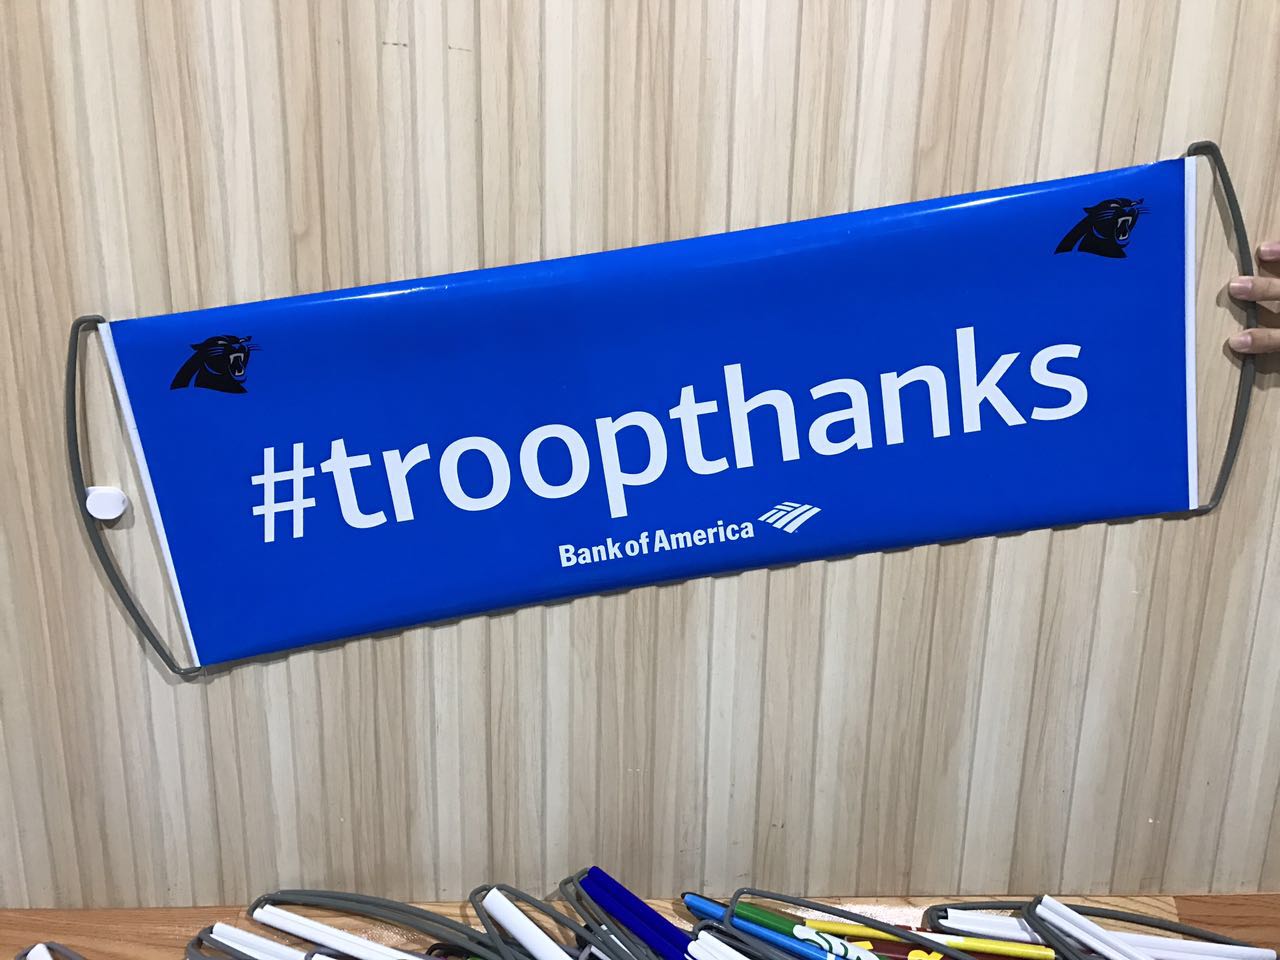 #troopthanks
Bank of America